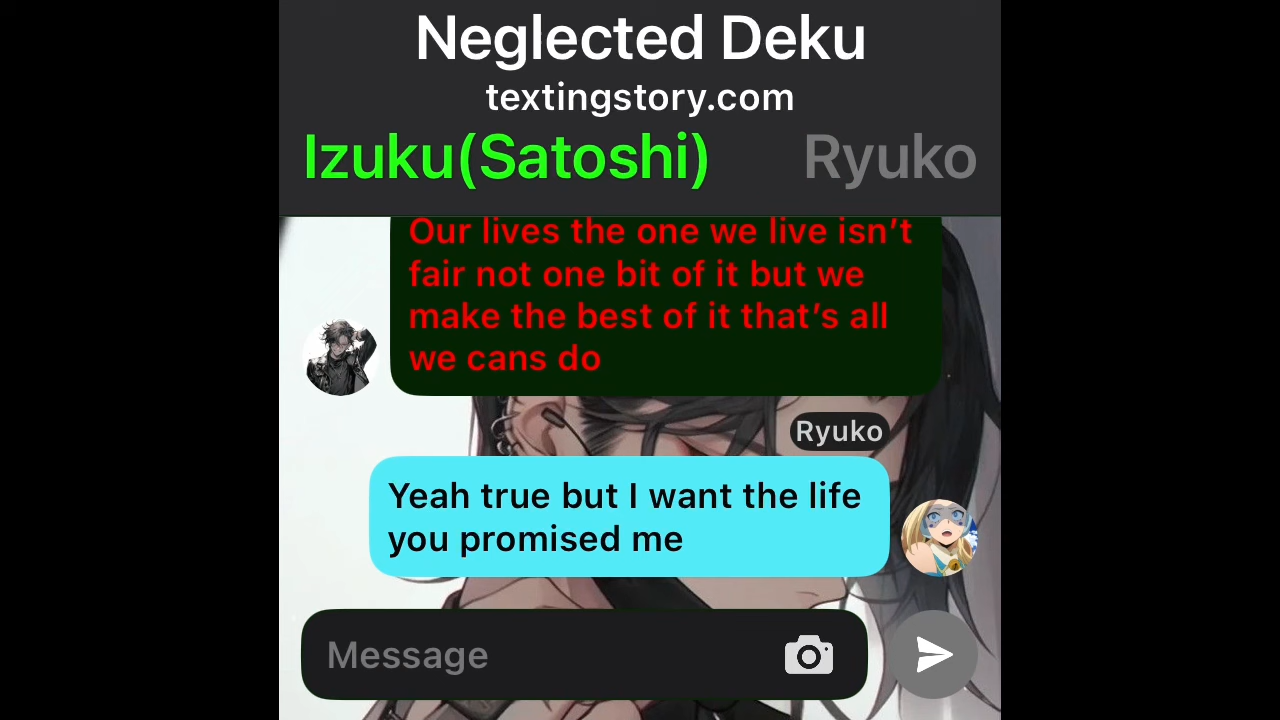 Neglected Deku
textingstory.com
Izuku(Satoshi)
Ryuko
Our lives the one we live isn’t
fair not one bit of it but we
make the best of it that’s all
we cans do
Ryuko
Yeah true but I want the life
you promised me
Message